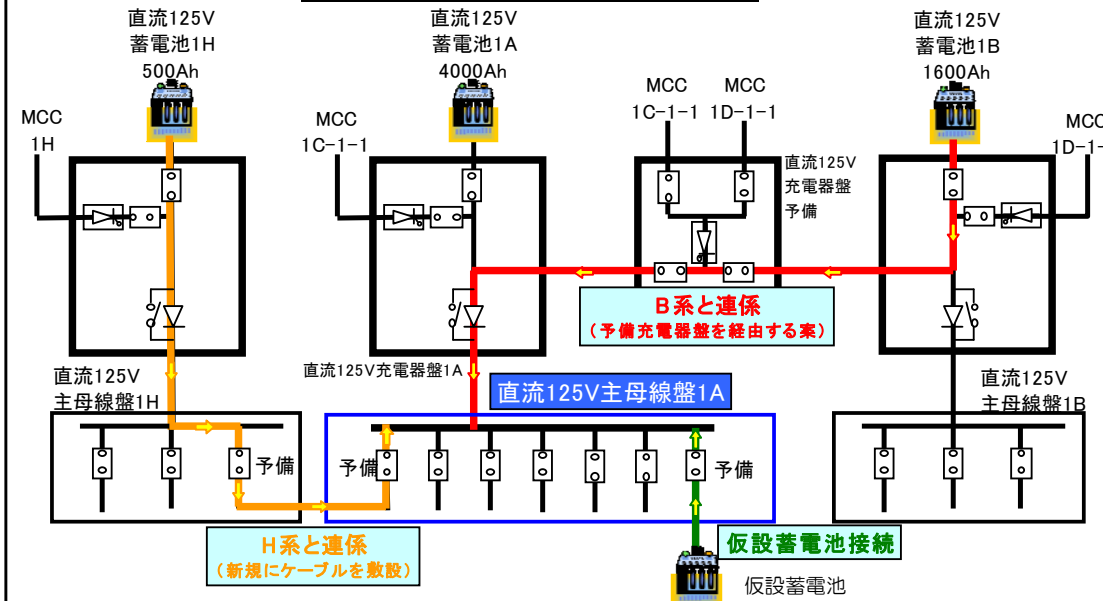 直流125V
蓄電池1H
500Ah
直流125V
蓄電池1A
4000Ah
直流125V
蓄電池1B
1600Ah
MCC
1H
MCC
1C-1-1
MCC
1C-1-1
MCC
1D-1-1
MCC
1D-1-
直流125V
充電器盤
予備
B系と連係
(予備充電器盤を経由する案)
直流125V充電器盤1A
直流125V
主母線盤1H
直流125V主母線盤1A
直流125V
主母線盤1B
予備
予備
予備
H系と連係
(新規にケーブルを敷設)
仮設蓄電池接続
仮設蓄電池